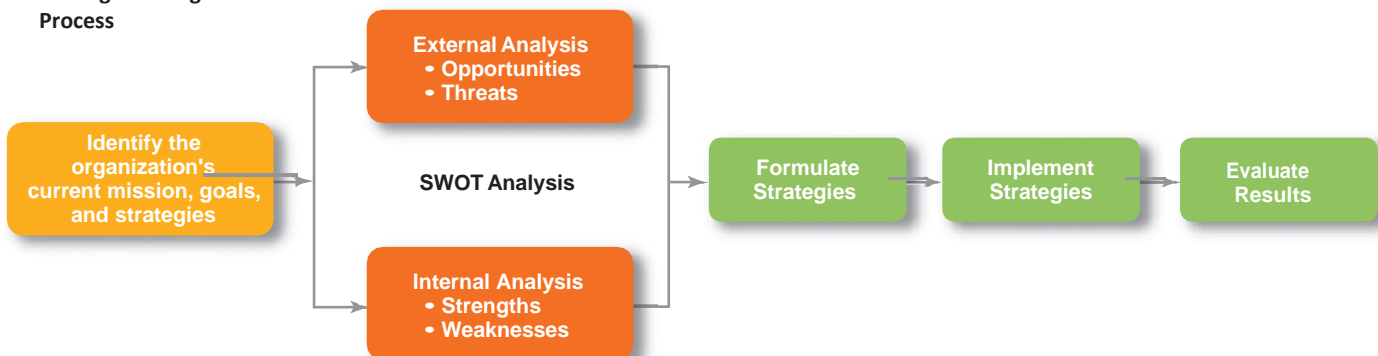 Process
External Analysis
• Opportunities
• Threats
Identify the
organization's
current mission, goals,
and strategies
SWOT Analysis
Formulate
Strategies
Implement
Strategies
Evaluate
Results
Internal Analysis
• Strengths
• Weaknesses